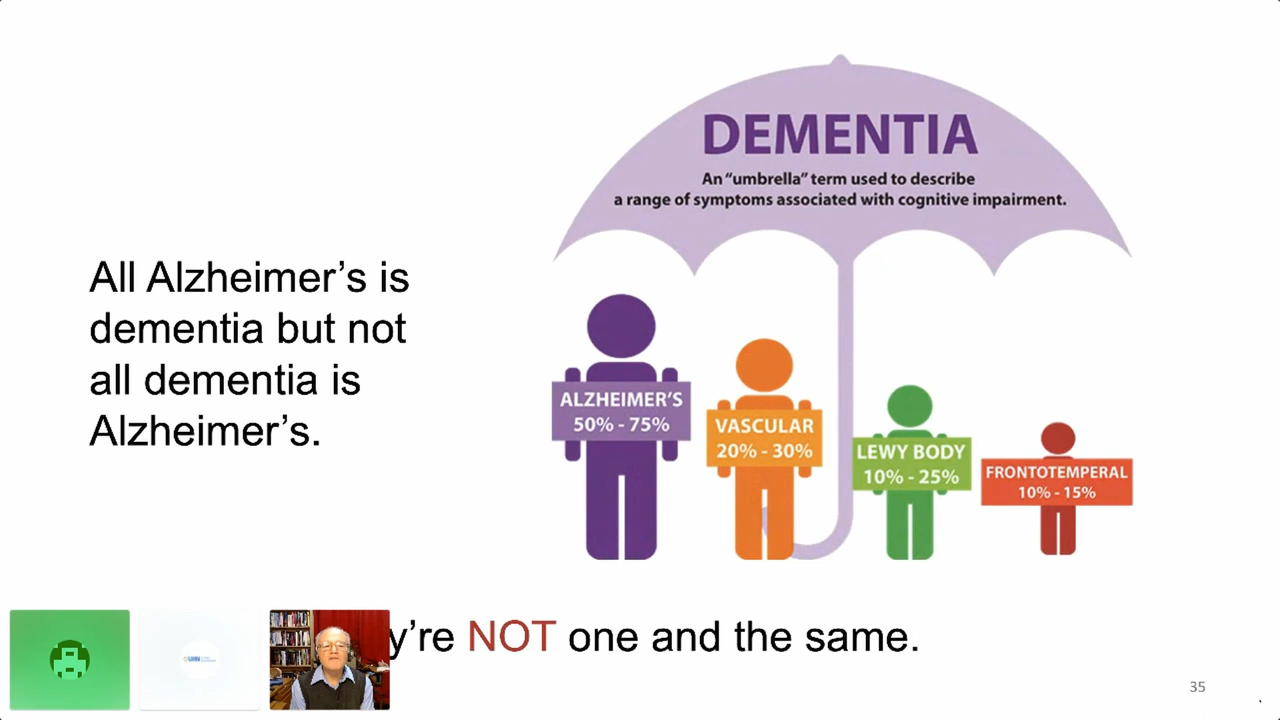 DEMENTIA
An “umbrella” term used to describe
a range of symptoms associated with cognitive impairment.
All Alzheimer’s is
dementia but not
all dementia is
Alzheimer’s.
ALZHEIMER’S
50% - 75%
VASCULAR
20% - 30%
LEWY BODY
10% - 25%
FRONTOTEMPERAL
10% - 15%
UHN
NOT one and the same.
35